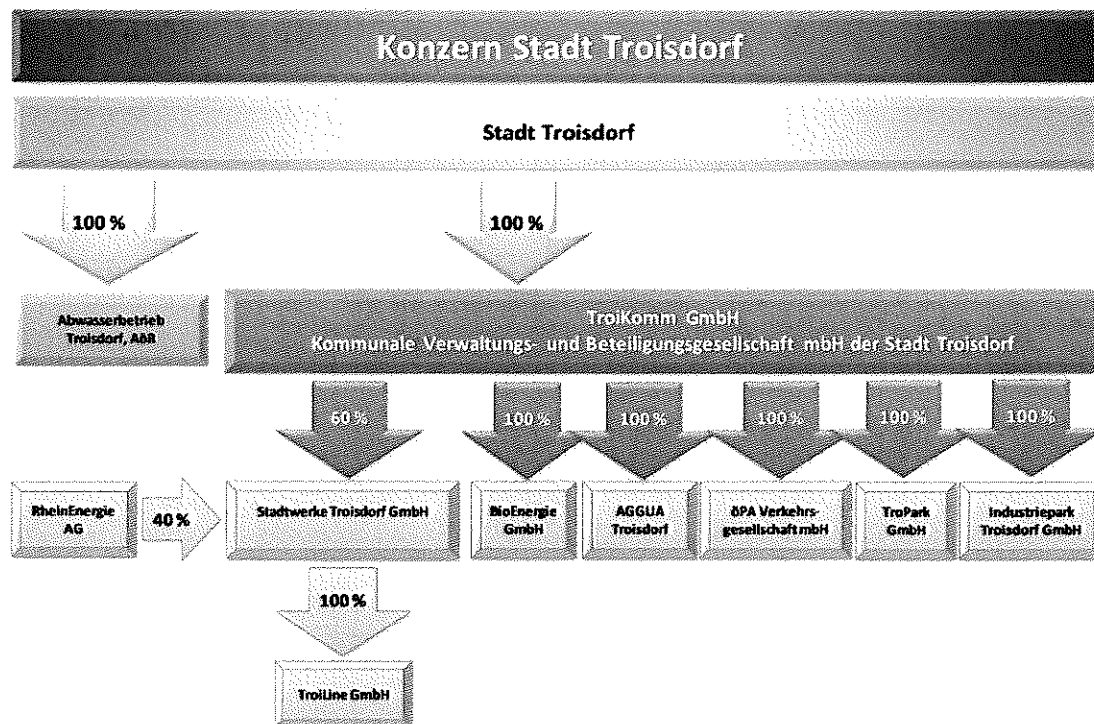 Konzern Stadt Troisdorf
Stadt Troisdorf
100 %
100 %
Abwasserbetrieb
Troisdorf, AöR
TroiKomm GmbH
Kommunale Verwaltungs- und Beteiligungsgesellschaft mbH der Stadt Troisdorf
60 %
100 %
100 %
100 %
100 %
100 %
RheinEnergie
AG
40 %
Stadtwerke Troisdorf GmbH
BioEnergie
GmbH
AGGUA
Troisdorf
öPA Verkehrs-
gesellschaft mbH
TroPark
GmbH
Industriepark
Troisdorf GmbH
100 %
TroiLine GmbH